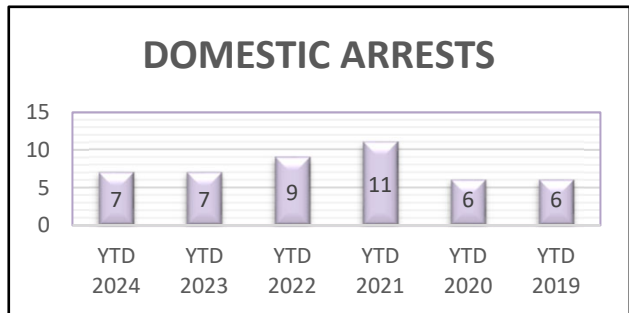 DOMESTIC ARRESTS
15
10
5
0
7
7
9
11
6
6
YTD 2024
YTD 2023
YTD 2022
YTD 2021
YTD 2020
YTD 2019